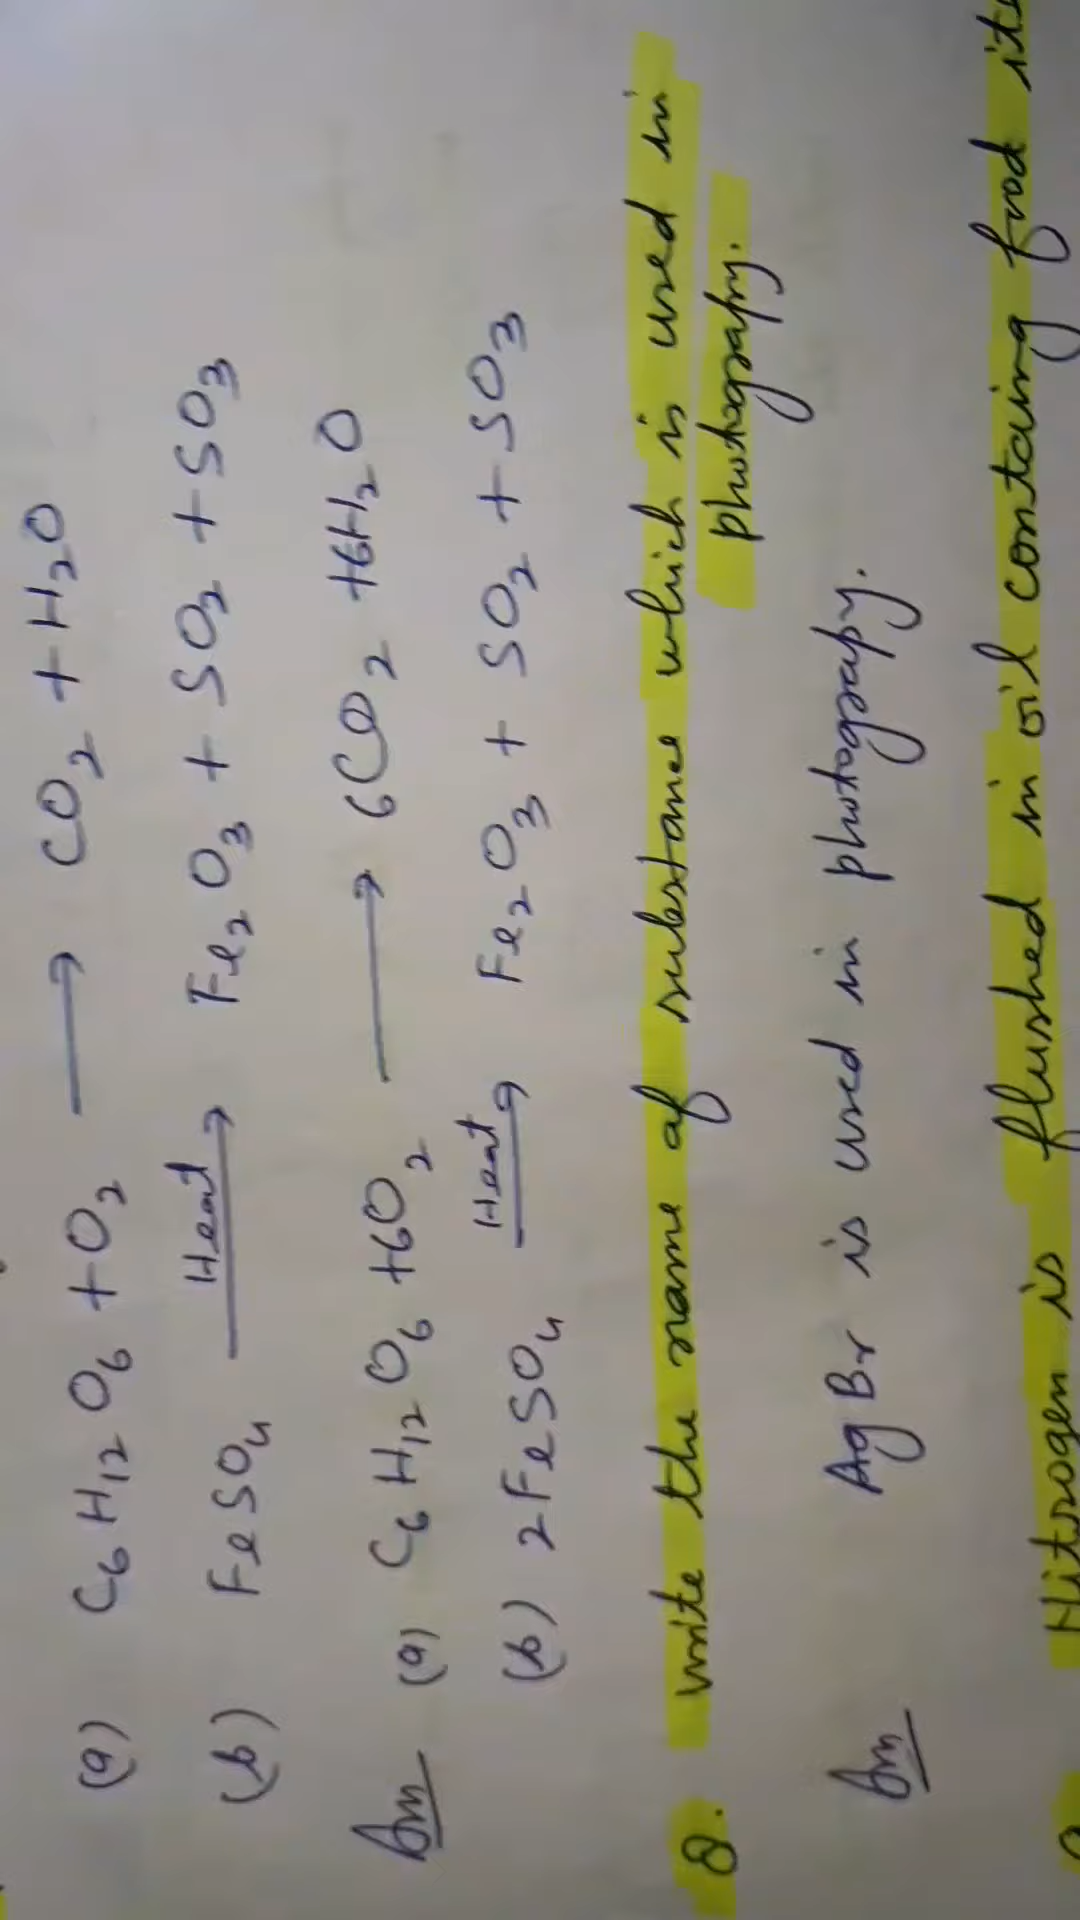 (a) C₆H₁₂O₆ + O₂ ⟶ CO₂ + H₂O
(b) FeSO₄ Heat⟶ Fe₂O₃ + SO₂ + SO₃
Ans (a) C₆H₁₂O₆ + 6O₂ ⟶ 6CO₂ + 6H₂O
(b) 2FeSO₄ Heat⟶ Fe₂O₃ + SO₂ + SO₃
8. write the name of substance which is used in
photography.
Ans AgBr is used in photography.
Nitrogen is flushed in oil containing food